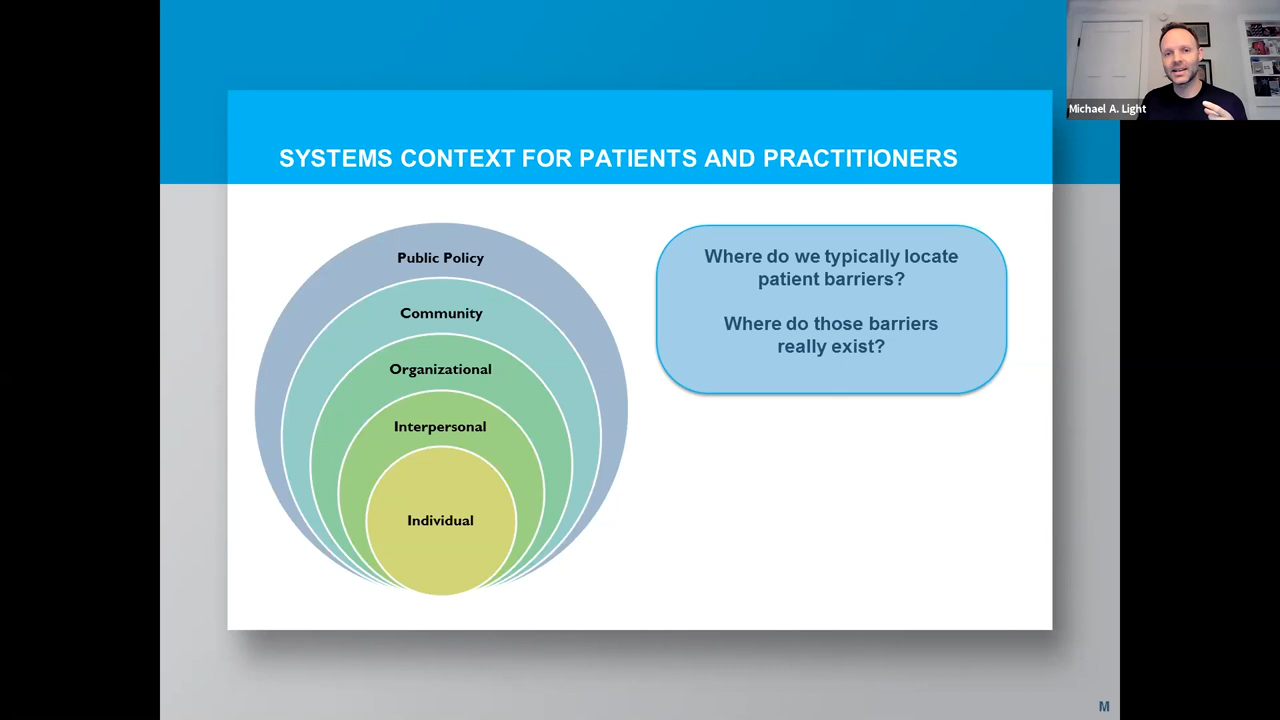 Michael A. Light
SYSTEMS CONTEXT FOR PATIENTS AND PRACTITIONERS
Public Policy
Community
Organizational
Interpersonal
Individual
Where do we typically locate
patient barriers?
Where do those barriers
really exist?
M